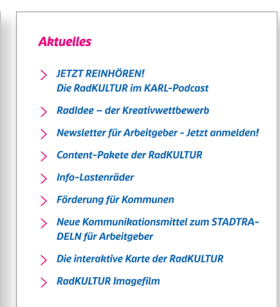 Aktuelles
JETZT REINHÖREN!
Die RadKULTUR im KARL-Podcast
RadIdee – der Kreativwettbewerb
Newsletter für Arbeitgeber - Jetzt anmelden!
Content-Pakete der RadKULTUR
Info-Lastenräder
Förderung für Kommunen
Neue Kommunikationsmittel zum STADTRA-
DELN für Arbeitgeber
Die interaktive Karte der RadKULTUR
RadKULTUR Imagefilm